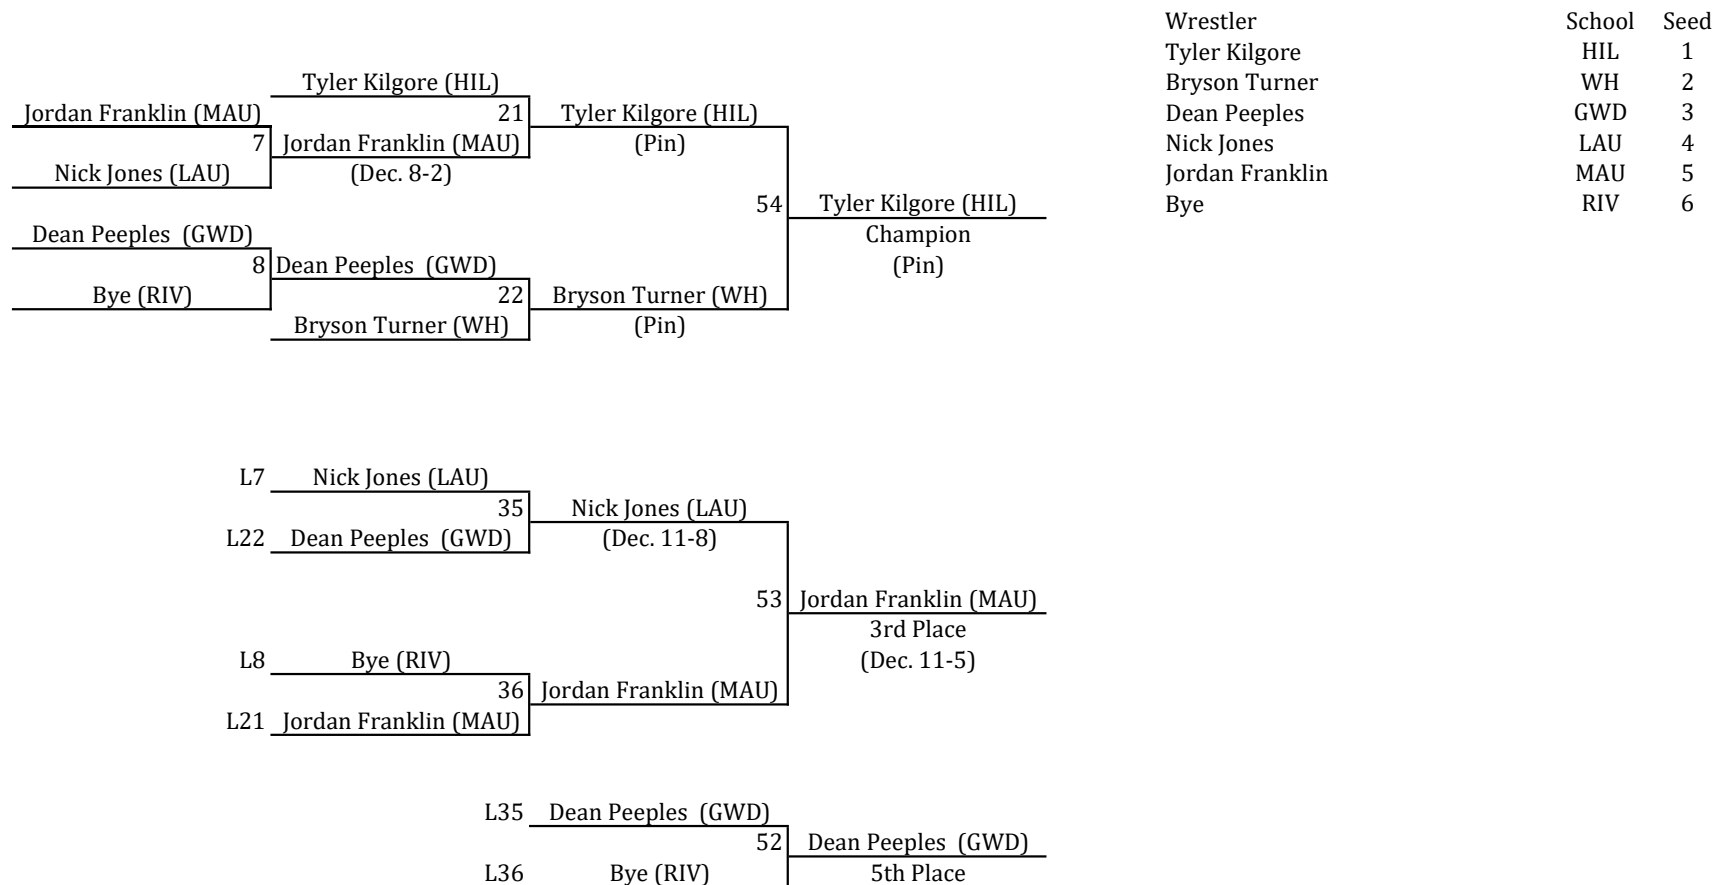 Wrestler School Seed
Tyler Kilgore HIL 1
Bryson Turner WH 2
Dean Peeples GWD 3
Nick Jones LAU 4
Jordan Franklin MAU 5
Bye RIV 6
Tyler Kilgore (HIL)
Jordan Franklin (MAU) 21 Tyler Kilgore (HIL)
7 Jordan Franklin (MAU) (Pin)
Nick Jones (LAU) (Dec. 8-2)
54 Tyler Kilgore (HIL)
Dean Peeples (GWD) Champion
8 Dean Peeples (GWD) (Pin)
Bye (RIV) 22 Bryson Turner (WH)
Bryson Turner (WH) (Pin)
L7 Nick Jones (LAU)
35 Nick Jones (LAU)
L22 Dean Peeples (GWD) (Dec. 11-8)
53 Jordan Franklin (MAU)
3rd Place
L8 Bye (RIV) (Dec. 11-5)
36 Jordan Franklin (MAU)
L21 Jordan Franklin (MAU)
L35 Dean Peeples (GWD)
52 Dean Peeples (GWD)
L36 Bye (RIV) 5th Place